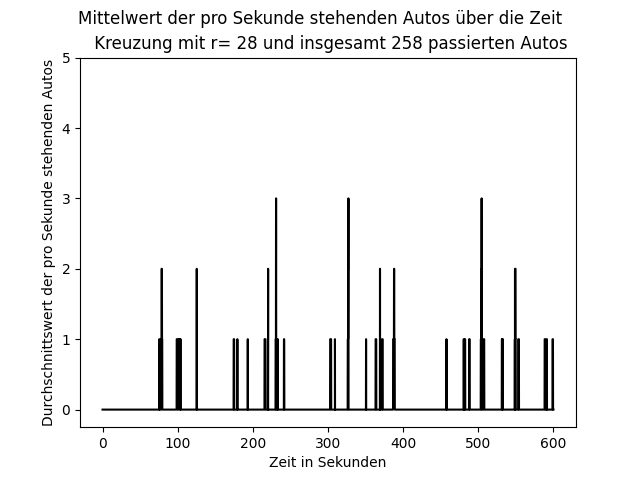 Mittelwert der pro Sekunde stehenden Autos über die Zeit
Kreuzung mit r= 28 und insgesamt 258 passierten Autos
Durchschnittswert der pro Sekunde stehenden Autos
5
4
3
2
1
0
0 100 200 300 400 500 600
Zeit in Sekunden